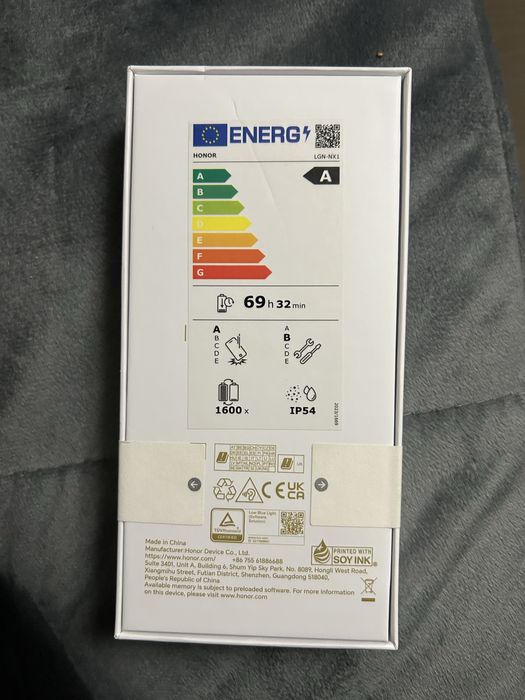 ENERG
HONOR LGN-NX1
A A
B
C
D
E
F
G
69 h 32 min
A
B
C
D
E
A
B
C
D
E
1600 x
IP54
2023/1669
US
CE UK CA
TÜVRheinland
CERTIFIED
Low Blue Light
(Software
Solution)
Made in China
Manufacturer:Honor Device Co., Ltd.
https://www.honor.com/ +86 755 61886688
Suite 3401, Unit A, Building 6, Shum Yip Sky Park, No. 8089, Hongli West Road,
Xiangmihu Street, Futian District, Shenzhen, Guangdong 518040,
People's Republic of China
Available memory is subject to preloaded software. For more information
on this device, please visit www.honor.com
PRINTED WITH
SOY INK